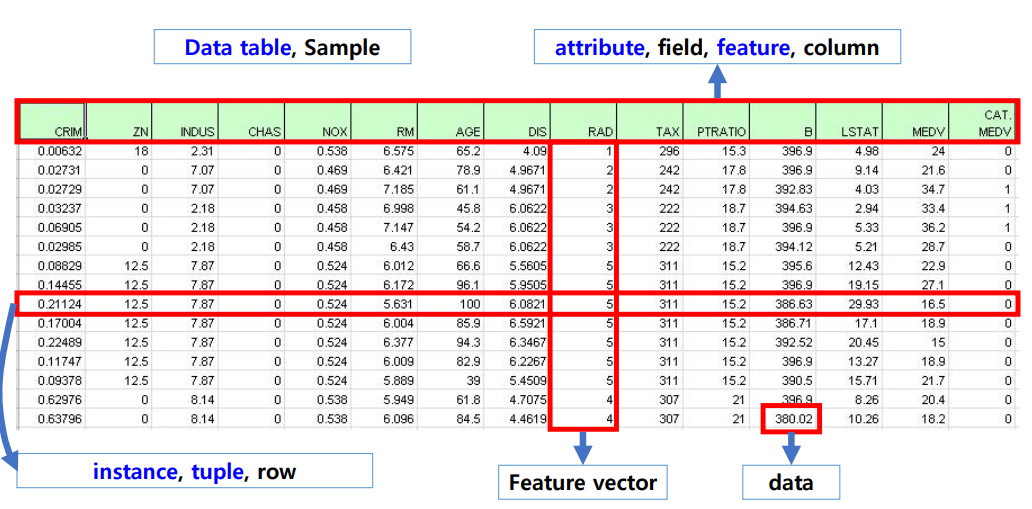 Data table, Sample
attribute, field, feature, column
CAT.
CRIM ZN INDUS CHAS NOX RM AGE DIS RAD TAX PTRATIO B LSTAT MEDV MEDV
0.00632 18 2.31 0 0.538 6.575 65.2 4.09 1 296 15.3 396.9 4.98 24 0
0.02731 0 7.07 0 0.469 6.421 78.9 4.9671 2 242 17.8 396.9 9.14 21.6 0
0.02729 0 7.07 0 0.469 7.185 61.1 4.9671 2 242 17.8 392.83 4.03 34.7 1
0.03237 0 2.18 0 0.458 6.998 45.8 6.0622 3 222 18.7 394.63 2.94 33.4 1
0.06905 0 2.18 0 0.458 7.147 54.2 6.0622 3 222 18.7 396.9 5.33 36.2 1
0.02985 0 2.18 0 0.458 6.43 58.7 6.0622 3 222 18.7 394.12 5.21 28.7 0
0.08829 12.5 7.87 0 0.524 6.012 66.6 5.5605 5 311 15.2 395.6 12.43 22.9 0
0.14455 12.5 7.87 0 0.524 6.172 96.1 5.9505 5 311 15.2 396.9 19.15 27.1 0
0.21124 12.5 7.87 0 0.524 5.631 100 6.0821 5 311 15.2 386.63 29.93 16.5 0
0.17004 12.5 7.87 0 0.524 6.004 85.9 6.5921 5 311 15.2 386.71 17.1 18.9 0
0.22489 12.5 7.87 0 0.524 6.377 94.3 6.3467 5 311 15.2 392.52 20.45 15 0
0.11747 12.5 7.87 0 0.524 6.009 82.9 6.2267 5 311 15.2 396.9 13.27 18.9 0
0.09378 12.5 7.87 0 0.524 5.889 39 5.4509 5 311 15.2 390.5 15.71 21.7 0
0.62976 0 8.14 0 0.538 5.949 61.8 4.7075 4 307 21 396.9 8.26 20.4 0
0.63796 0 8.14 0 0.538 6.096 84.5 4.4619 4 307 21 380.02 10.26 18.2 0
instance, tuple, row
Feature vector
data